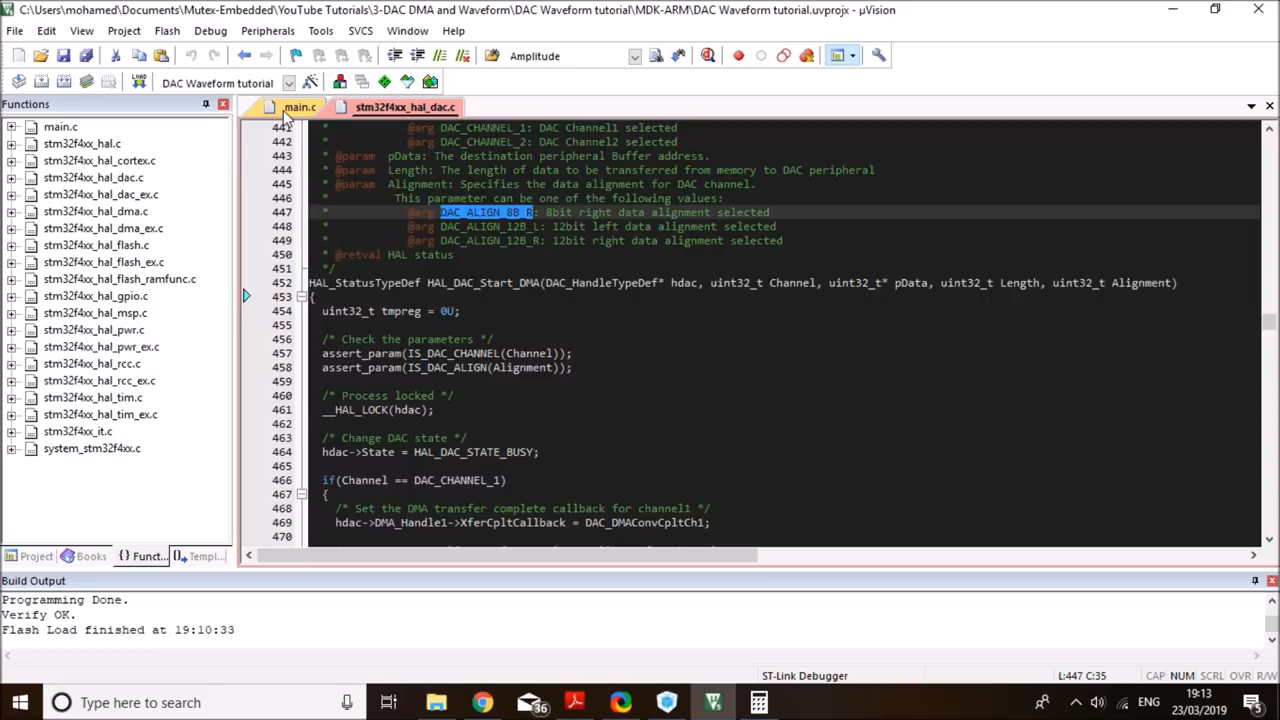 C:\Users\mohamed\Documents\Mutex-Embedded\YouTube Tutorials\3-DAC DMA and Waveform\DAC Waveform tutorial\MDK-ARM\DAC Waveform tutorial.uvprojx - µVision
File Edit View Project Flash Debug Peripherals Tools SVCS Window Help
Amplitude
LOAD DAC Waveform tutorial
Functions
main.c
stm32f4xx_hal.c
stm32f4xx_hal_cortex.c
stm32f4xx_hal_dac.c
stm32f4xx_hal_dac_ex.c
stm32f4xx_hal_dma.c
stm32f4xx_hal_dma_ex.c
stm32f4xx_hal_flash.c
stm32f4xx_hal_flash_ex.c
stm32f4xx_hal_flash_ramfunc.c
stm32f4xx_hal_gpio.c
stm32f4xx_hal_msp.c
stm32f4xx_hal_pwr.c
stm32f4xx_hal_pwr_ex.c
stm32f4xx_hal_rcc.c
stm32f4xx_hal_rcc_ex.c
stm32f4xx_hal_tim.c
stm32f4xx_hal_tim_ex.c
stm32f4xx_it.c
system_stm32f4xx.c
Project Books {} Funct... Templ...
main.c stm32f4xx_hal_dac.c
441 * @arg DAC_CHANNEL_1: DAC Channel1 selected
442 * @arg DAC_CHANNEL_2: DAC Channel2 selected
443 * @param pData: The destination peripheral Buffer address.
444 * @param Length: The length of data to be transferred from memory to DAC peripheral
445 * @param Alignment: Specifies the data alignment for DAC channel.
446 * This parameter can be one of the following values:
447 * @arg DAC_ALIGN_8B_R: 8bit right data alignment selected
448 * @arg DAC_ALIGN_12B_L: 12bit left data alignment selected
449 * @arg DAC_ALIGN_12B_R: 12bit right data alignment selected
450 * @retval HAL status
451 */
452 HAL_StatusTypeDef HAL_DAC_Start_DMA(DAC_HandleTypeDef* hdac, uint32_t Channel, uint32_t* pData, uint32_t Length, uint32_t Alignment)
453 {
454 uint32_t tmpreg = 0U;
455
456 /* Check the parameters */
457 assert_param(IS_DAC_CHANNEL(Channel));
458 assert_param(IS_DAC_ALIGN(Alignment));
459
460 /* Process locked */
461 __HAL_LOCK(hdac);
462
463 /* Change DAC state */
464 hdac->State = HAL_DAC_STATE_BUSY;
465
466 if(Channel == DAC_CHANNEL_1)
467 {
468 /* Set the DMA transfer complete callback for channel1 */
469 hdac->DMA_Handle1->XferCpltCallback = DAC_DMAConvCpltCh1;
470
Build Output
Programming Done.
Verify OK.
Flash Load finished at 19:10:33
ST-Link Debugger L:447 C:35 CAP NUM SCRL OVR R/W
Type here to search 36 ENG 19:13 23/03/2019 5